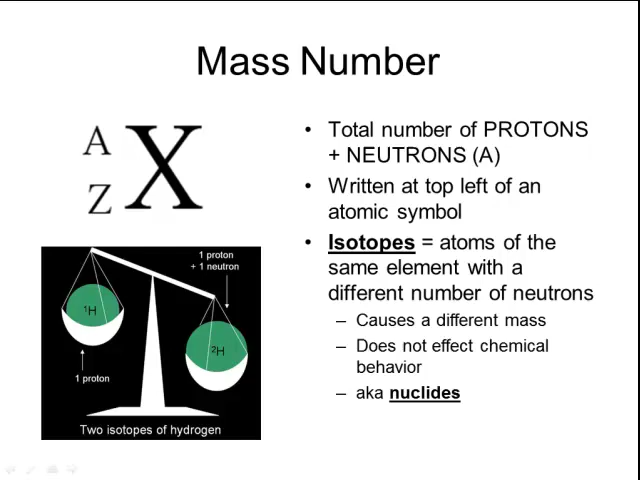 Mass Number
A
Z
X
• Total number of PROTONS
+ NEUTRONS (A)
• Written at top left of an
atomic symbol
• Isotopes = atoms of the
same element with a
different number of neutrons
– Causes a different mass
– Does not effect chemical
behavior
– aka nuclides
1 proton
+ 1 neutron
¹H
²H
1 proton
Two isotopes of hydrogen